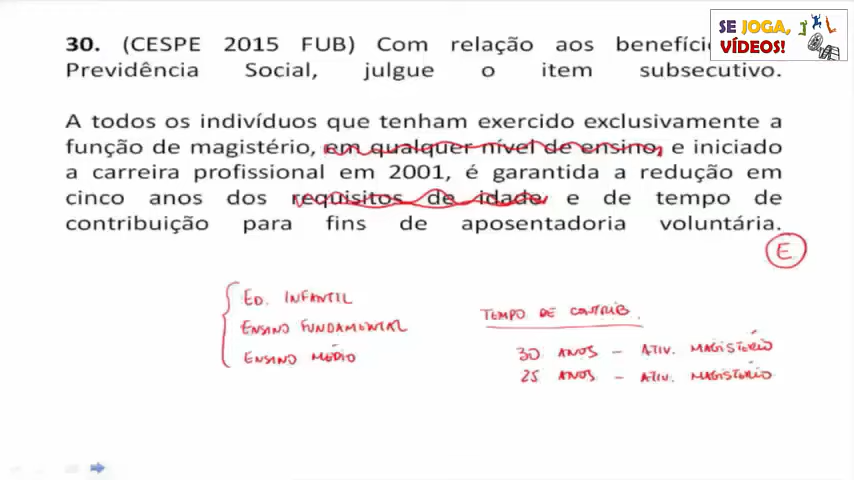 SE JOGA,
VÍDEOS!
30. (CESPE 2015 FUB) Com relação aos benefíci
Previdência Social, julgue o item subsecutivo.
A todos os indivíduos que tenham exercido exclusivamente a
função de magistério, em qualquer nível de ensino, e iniciado
a carreira profissional em 2001, é garantida a redução em
cinco anos dos requisitos de idade e de tempo de
contribuição para fins de aposentadoria voluntária.
E
ED. INFANTIL
ENSINO FUNDAMENTAL
ENSINO MÉDIO
TEMPO DE CONTRIB.
30 ANOS – ATIV. MAGISTÉRIO
25 ANOS – ATIV. MAGISTÉRIO